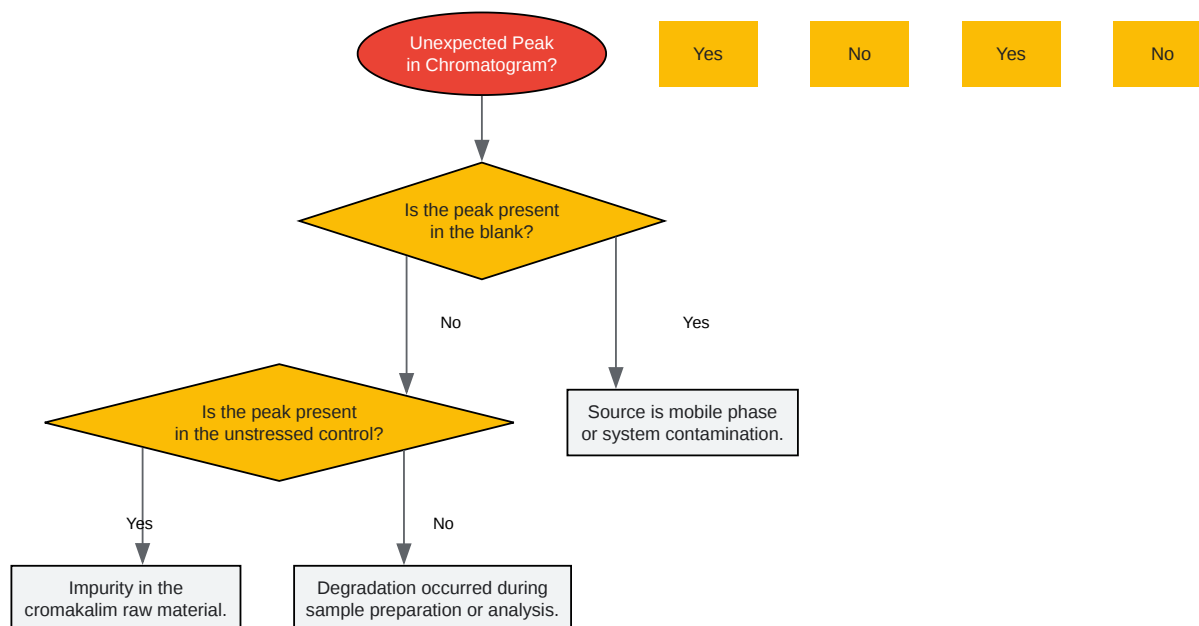 Unexpected Peak
in Chromatogram?
Yes
No
Yes
No
Is the peak present
in the blank?
No
Yes
Is the peak present
in the unstressed control?
Source is mobile phase
or system contamination.
Yes
No
Impurity in the
cromakalim raw material.
Degradation occurred during
sample preparation or analysis.